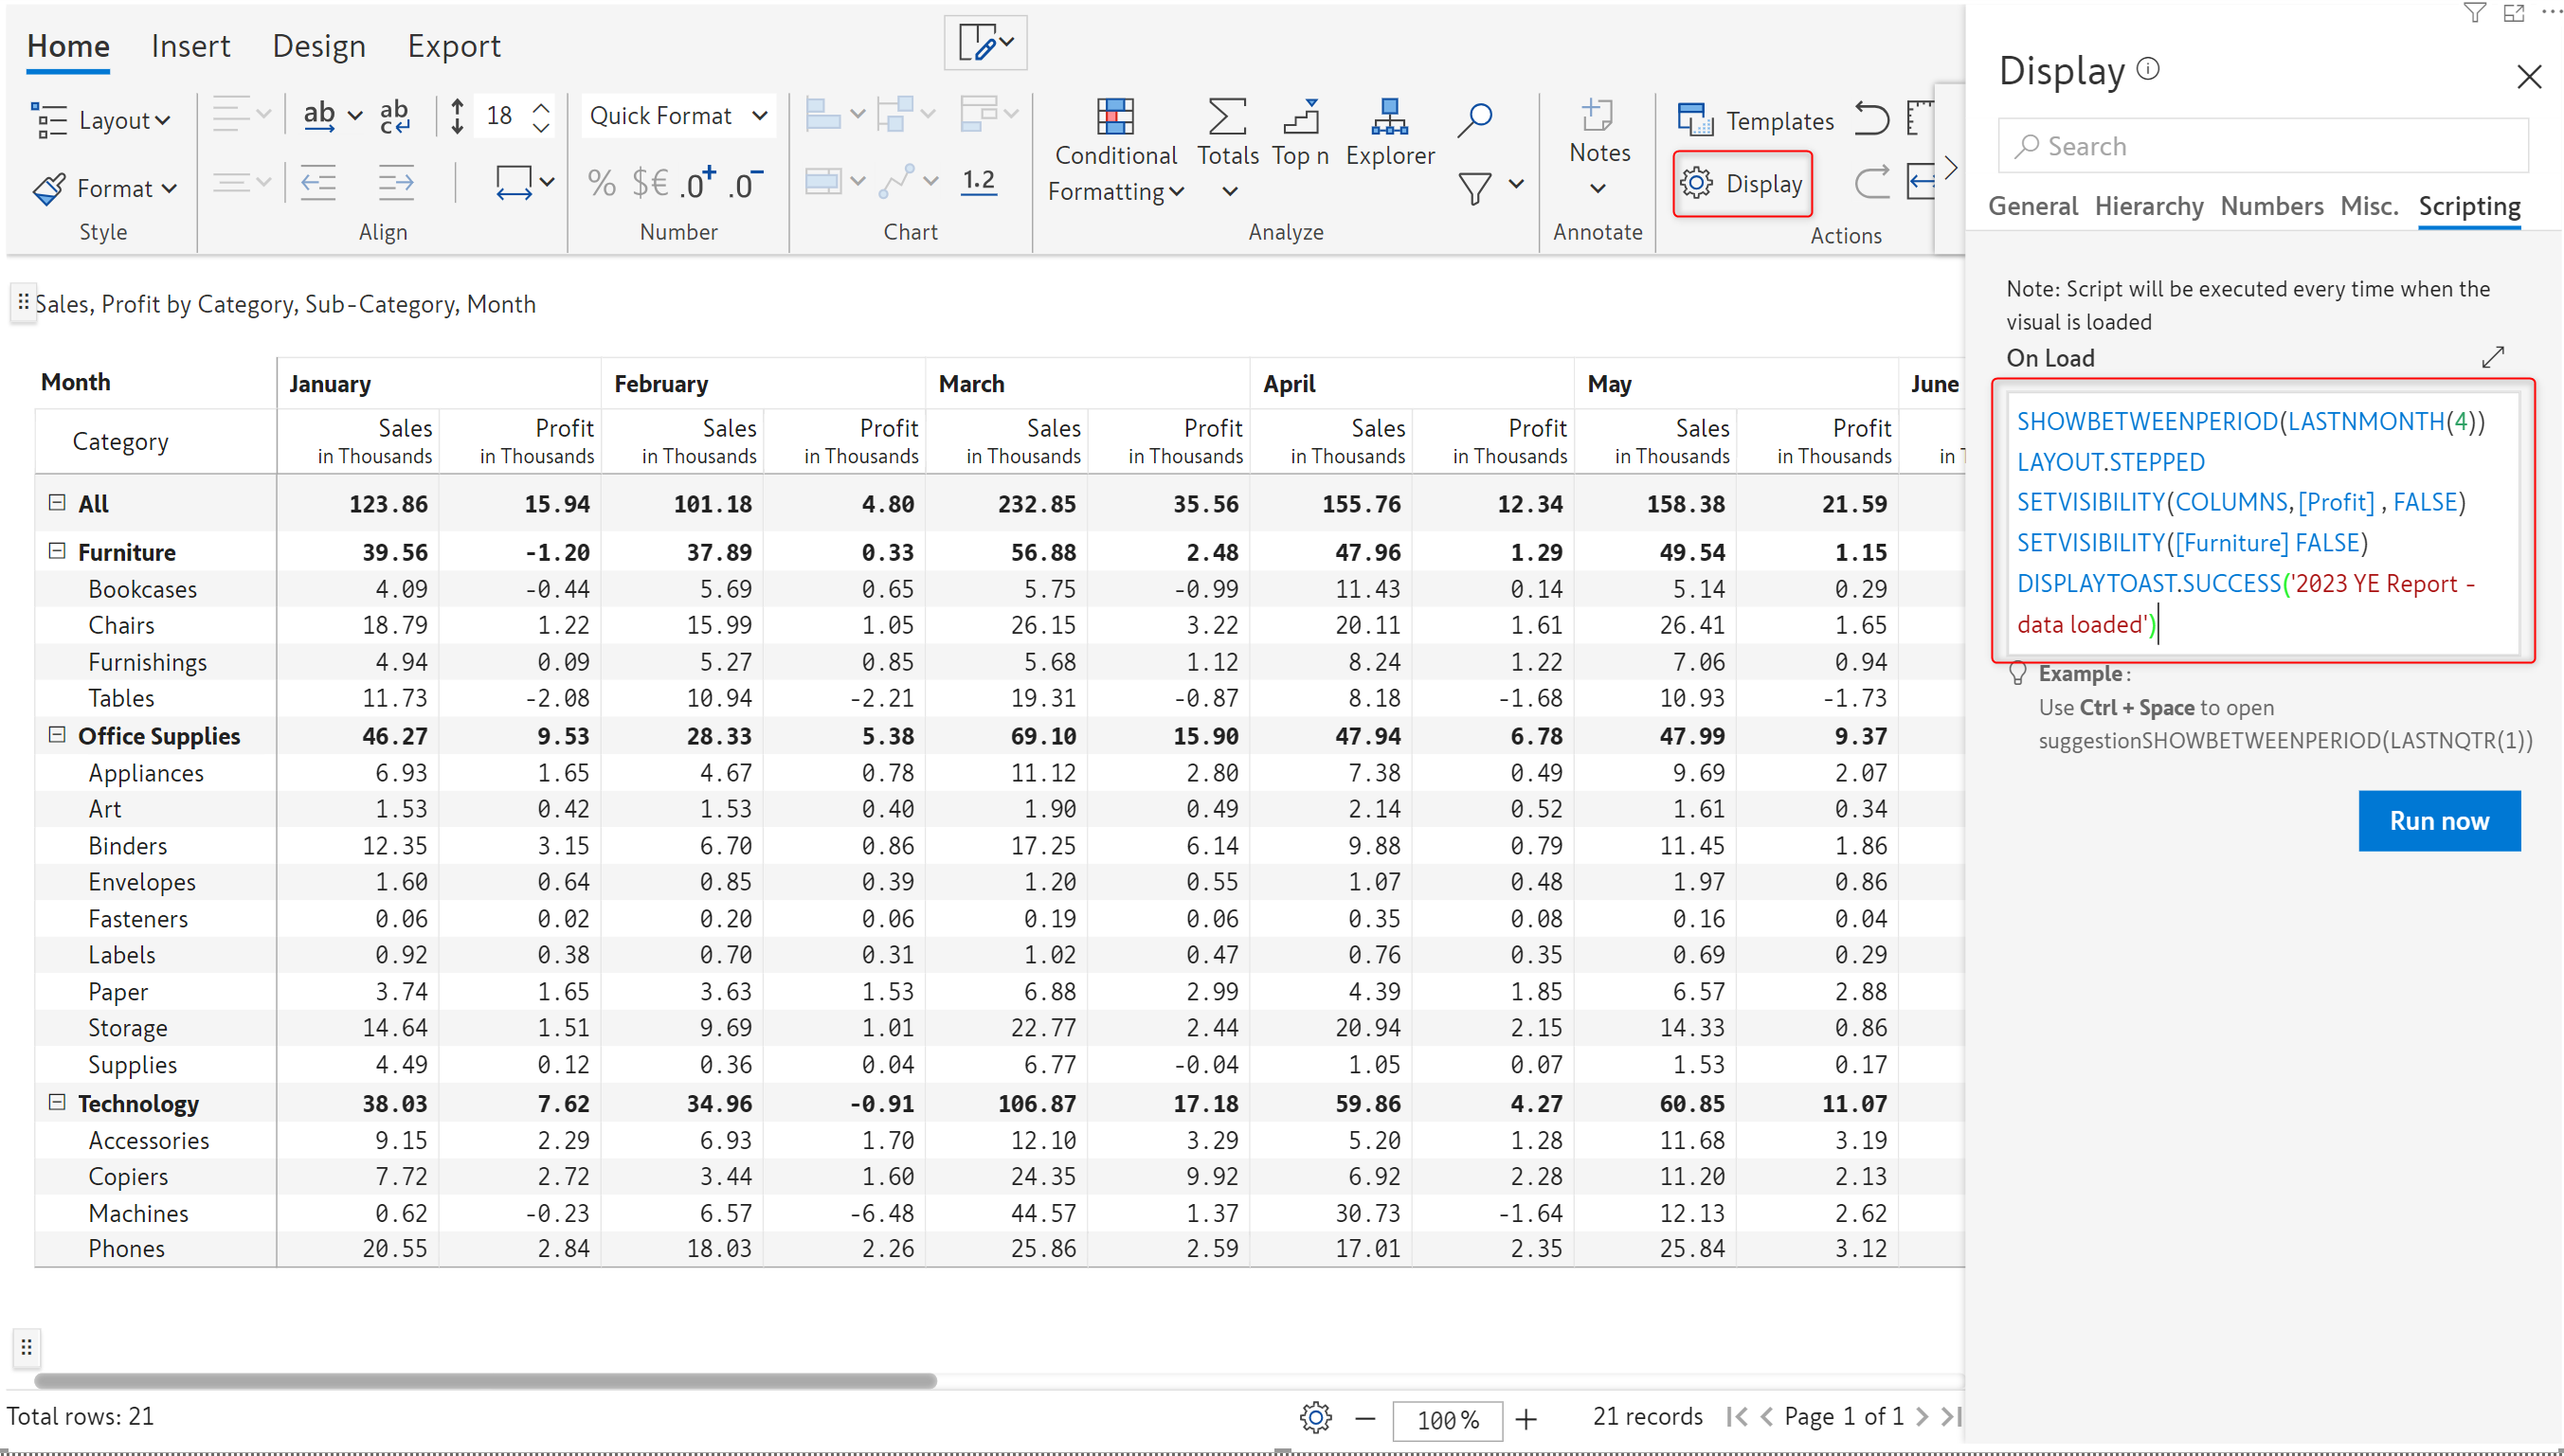 Home Insert Design Export
Layout ab ab c 18 Quick Format Conditional Formatting Totals Top n Explorer Notes Templates
Format % $€ .0+ .0- 1.2 Display
Style Align Number Chart Analyze Annotate Actions
Sales, Profit by Category, Sub-Category, Month
Month January February March April May June
Category Sales Profit Sales Profit Sales Profit Sales Profit Sales Profit
in Thousands in Thousands in Thousands in Thousands in Thousands in Thousands in Thousands in Thousands in Thousands in Thousands in
All 123.86 15.94 101.18 4.80 232.85 35.56 155.76 12.34 158.38 21.59
Furniture 39.56 -1.20 37.89 0.33 56.88 2.48 47.96 1.29 49.54 1.15
Bookcases 4.09 -0.44 5.69 0.65 5.75 -0.99 11.43 0.14 5.14 0.29
Chairs 18.79 1.22 15.99 1.05 26.15 3.22 20.11 1.61 26.41 1.65
Furnishings 4.94 0.09 5.27 0.85 5.68 1.12 8.24 1.22 7.06 0.94
Tables 11.73 -2.08 10.94 -2.21 19.31 -0.87 8.18 -1.68 10.93 -1.73
Office Supplies 46.27 9.53 28.33 5.38 69.10 15.90 47.94 6.78 47.99 9.37
Appliances 6.93 1.65 4.67 0.78 11.12 2.80 7.38 0.49 9.69 2.07
Art 1.53 0.42 1.53 0.40 1.90 0.49 2.14 0.52 1.61 0.34
Binders 12.35 3.15 6.70 0.86 17.25 6.14 9.88 0.79 11.45 1.86
Envelopes 1.60 0.64 0.85 0.39 1.20 0.55 1.07 0.48 1.97 0.86
Fasteners 0.06 0.02 0.20 0.06 0.19 0.06 0.35 0.08 0.16 0.04
Labels 0.92 0.38 0.70 0.31 1.02 0.47 0.76 0.35 0.69 0.29
Paper 3.74 1.65 3.63 1.53 6.88 2.99 4.39 1.85 6.57 2.88
Storage 14.64 1.51 9.69 1.01 22.77 2.44 20.94 2.15 14.33 0.86
Supplies 4.49 0.12 0.36 0.04 6.77 -0.04 1.05 0.07 1.53 0.17
Technology 38.03 7.62 34.96 -0.91 106.87 17.18 59.86 4.27 60.85 11.07
Accessories 9.15 2.29 6.93 1.70 12.10 3.29 5.20 1.28 11.68 3.19
Copiers 7.72 2.72 3.44 1.60 24.35 9.92 6.92 2.28 11.20 2.13
Machines 0.62 -0.23 6.57 -6.48 44.57 1.37 30.73 -1.64 12.13 2.62
Phones 20.55 2.84 18.03 2.26 25.86 2.59 17.01 2.35 25.84 3.12
Total rows: 21 100% 21 records Page 1 of 1
Display
Search
General Hierarchy Numbers Misc. Scripting
Note: Script will be executed every time when the
visual is loaded
On Load
SHOWBETWEENPERIOD(LASTNMONTH(4))
LAYOUT.STEPPED
SETVISIBILITY(COLUMNS,[Profit] , FALSE)
SETVISIBILITY([Furniture] FALSE)
DISPLAYTOAST.SUCCESS('2023 YE Report -
data loaded')
Example :
Use Ctrl + Space to open
suggestionSHOWBETWEENPERIOD(LASTNQTR(1))
Run now